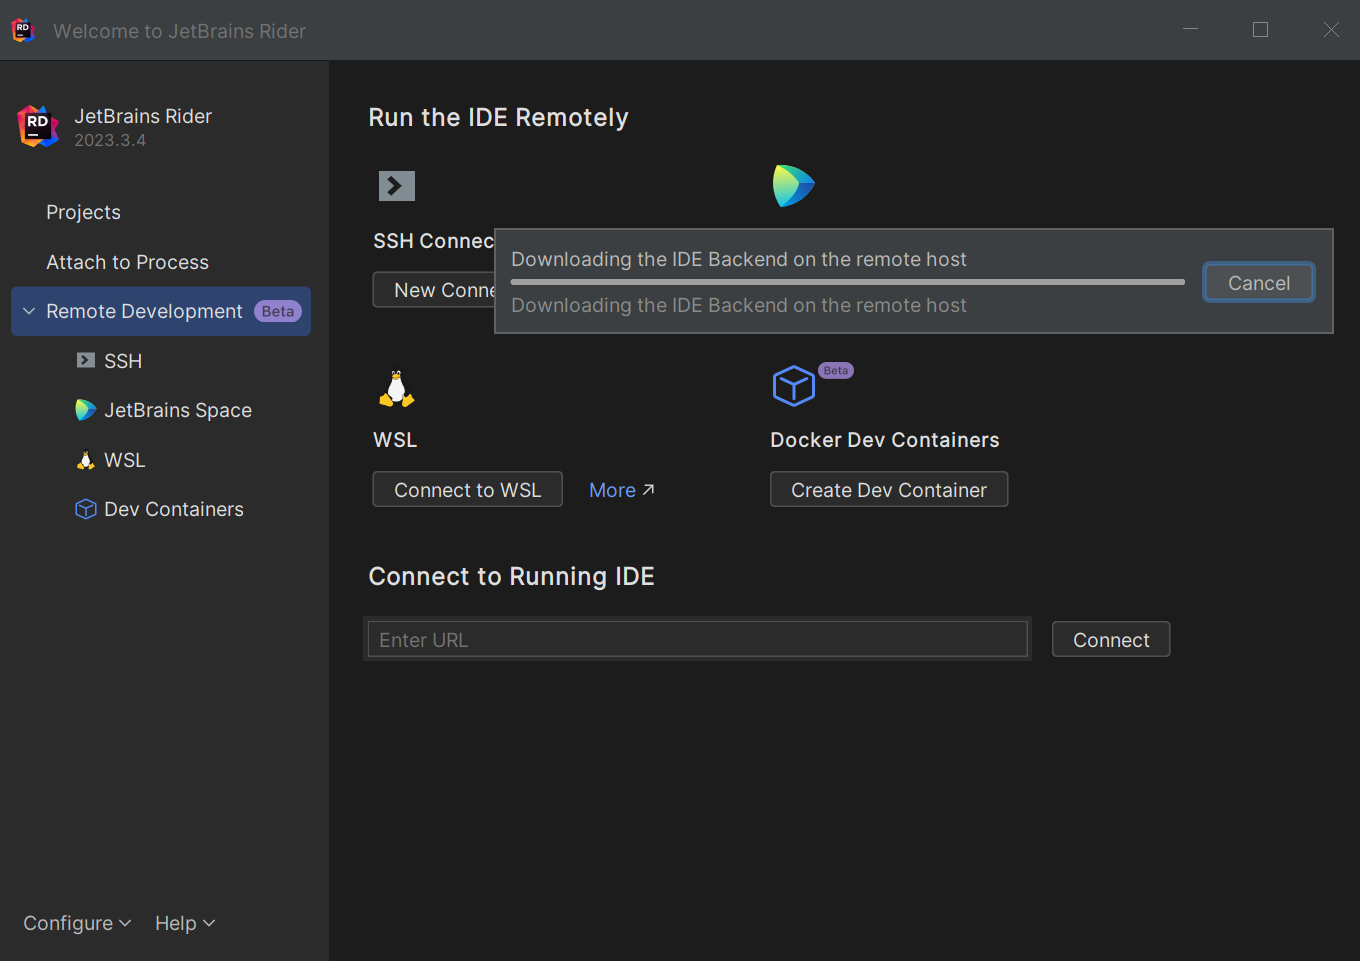 RD
Welcome to JetBrains Rider
RD
JetBrains Rider
2023.3.4
Projects
Attach to Process
Remote Development Beta
SSH
JetBrains Space
WSL
Dev Containers
Configure
Help
Run the IDE Remotely
SSH Connec
New Conne
Downloading the IDE Backend on the remote host
Downloading the IDE Backend on the remote host
Cancel
WSL
Connect to WSL
More
Beta
Docker Dev Containers
Create Dev Container
Connect to Running IDE
Enter URL
Connect